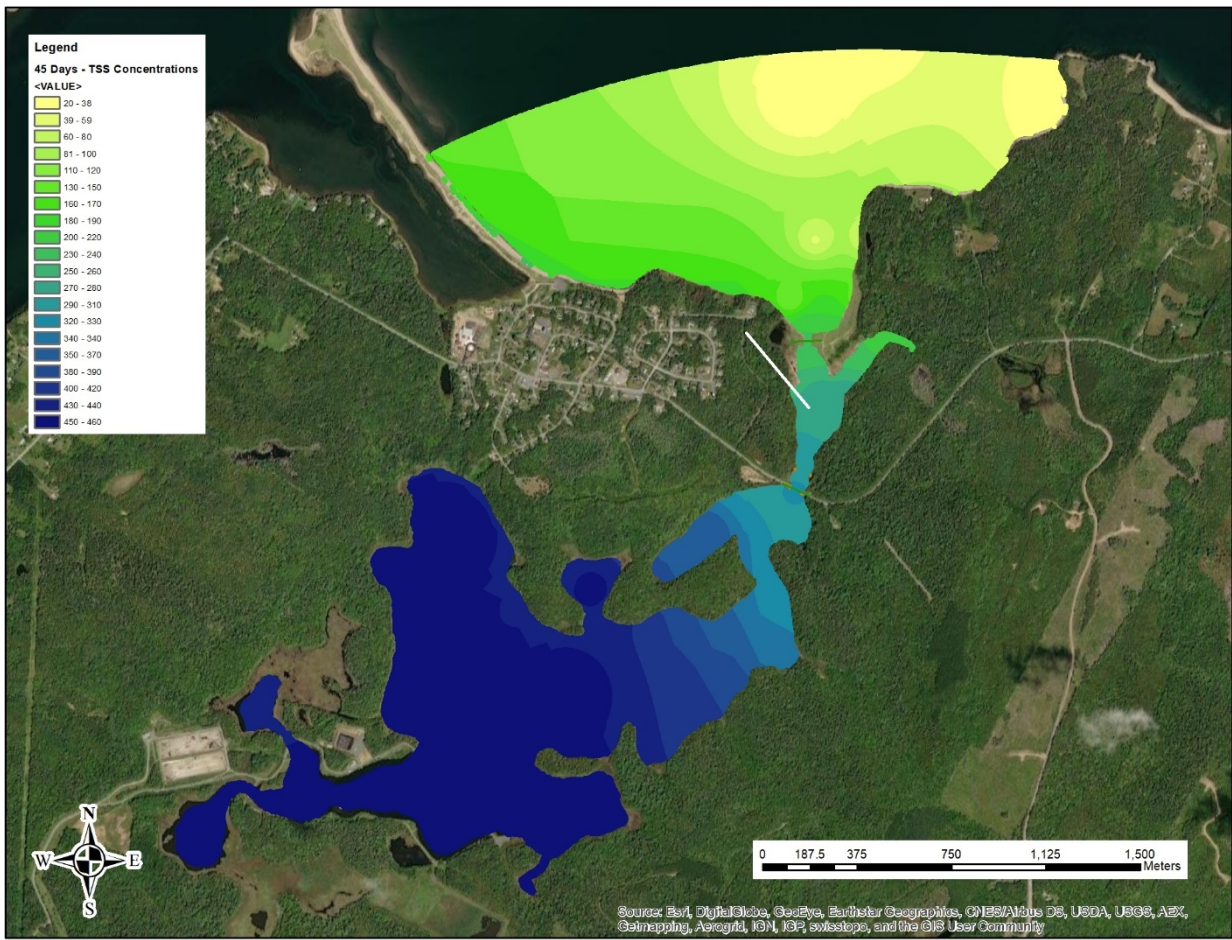 Legend
45 Days - TSS Concentrations
<VALUE>
20 - 38
39 - 59
60 - 80
81 - 100
110 - 120
130 - 150
160 - 170
180 - 190
200 - 220
230 - 240
250 - 260
270 - 280
290 - 310
320 - 330
340 - 340
350 - 370
380 - 390
400 - 420
430 - 440
450 - 460
N
W E
S
0 187.5 375 750 1,125 1,500
Meters
Source: Esri, DigitalGlobe, GeoEye, Earthstar Geographics, CNES/Airbus DS, USDA, USGS, AEX,
Getmapping, Aerogrid, IGN, IGP, swisstopo, and the GIS User Community